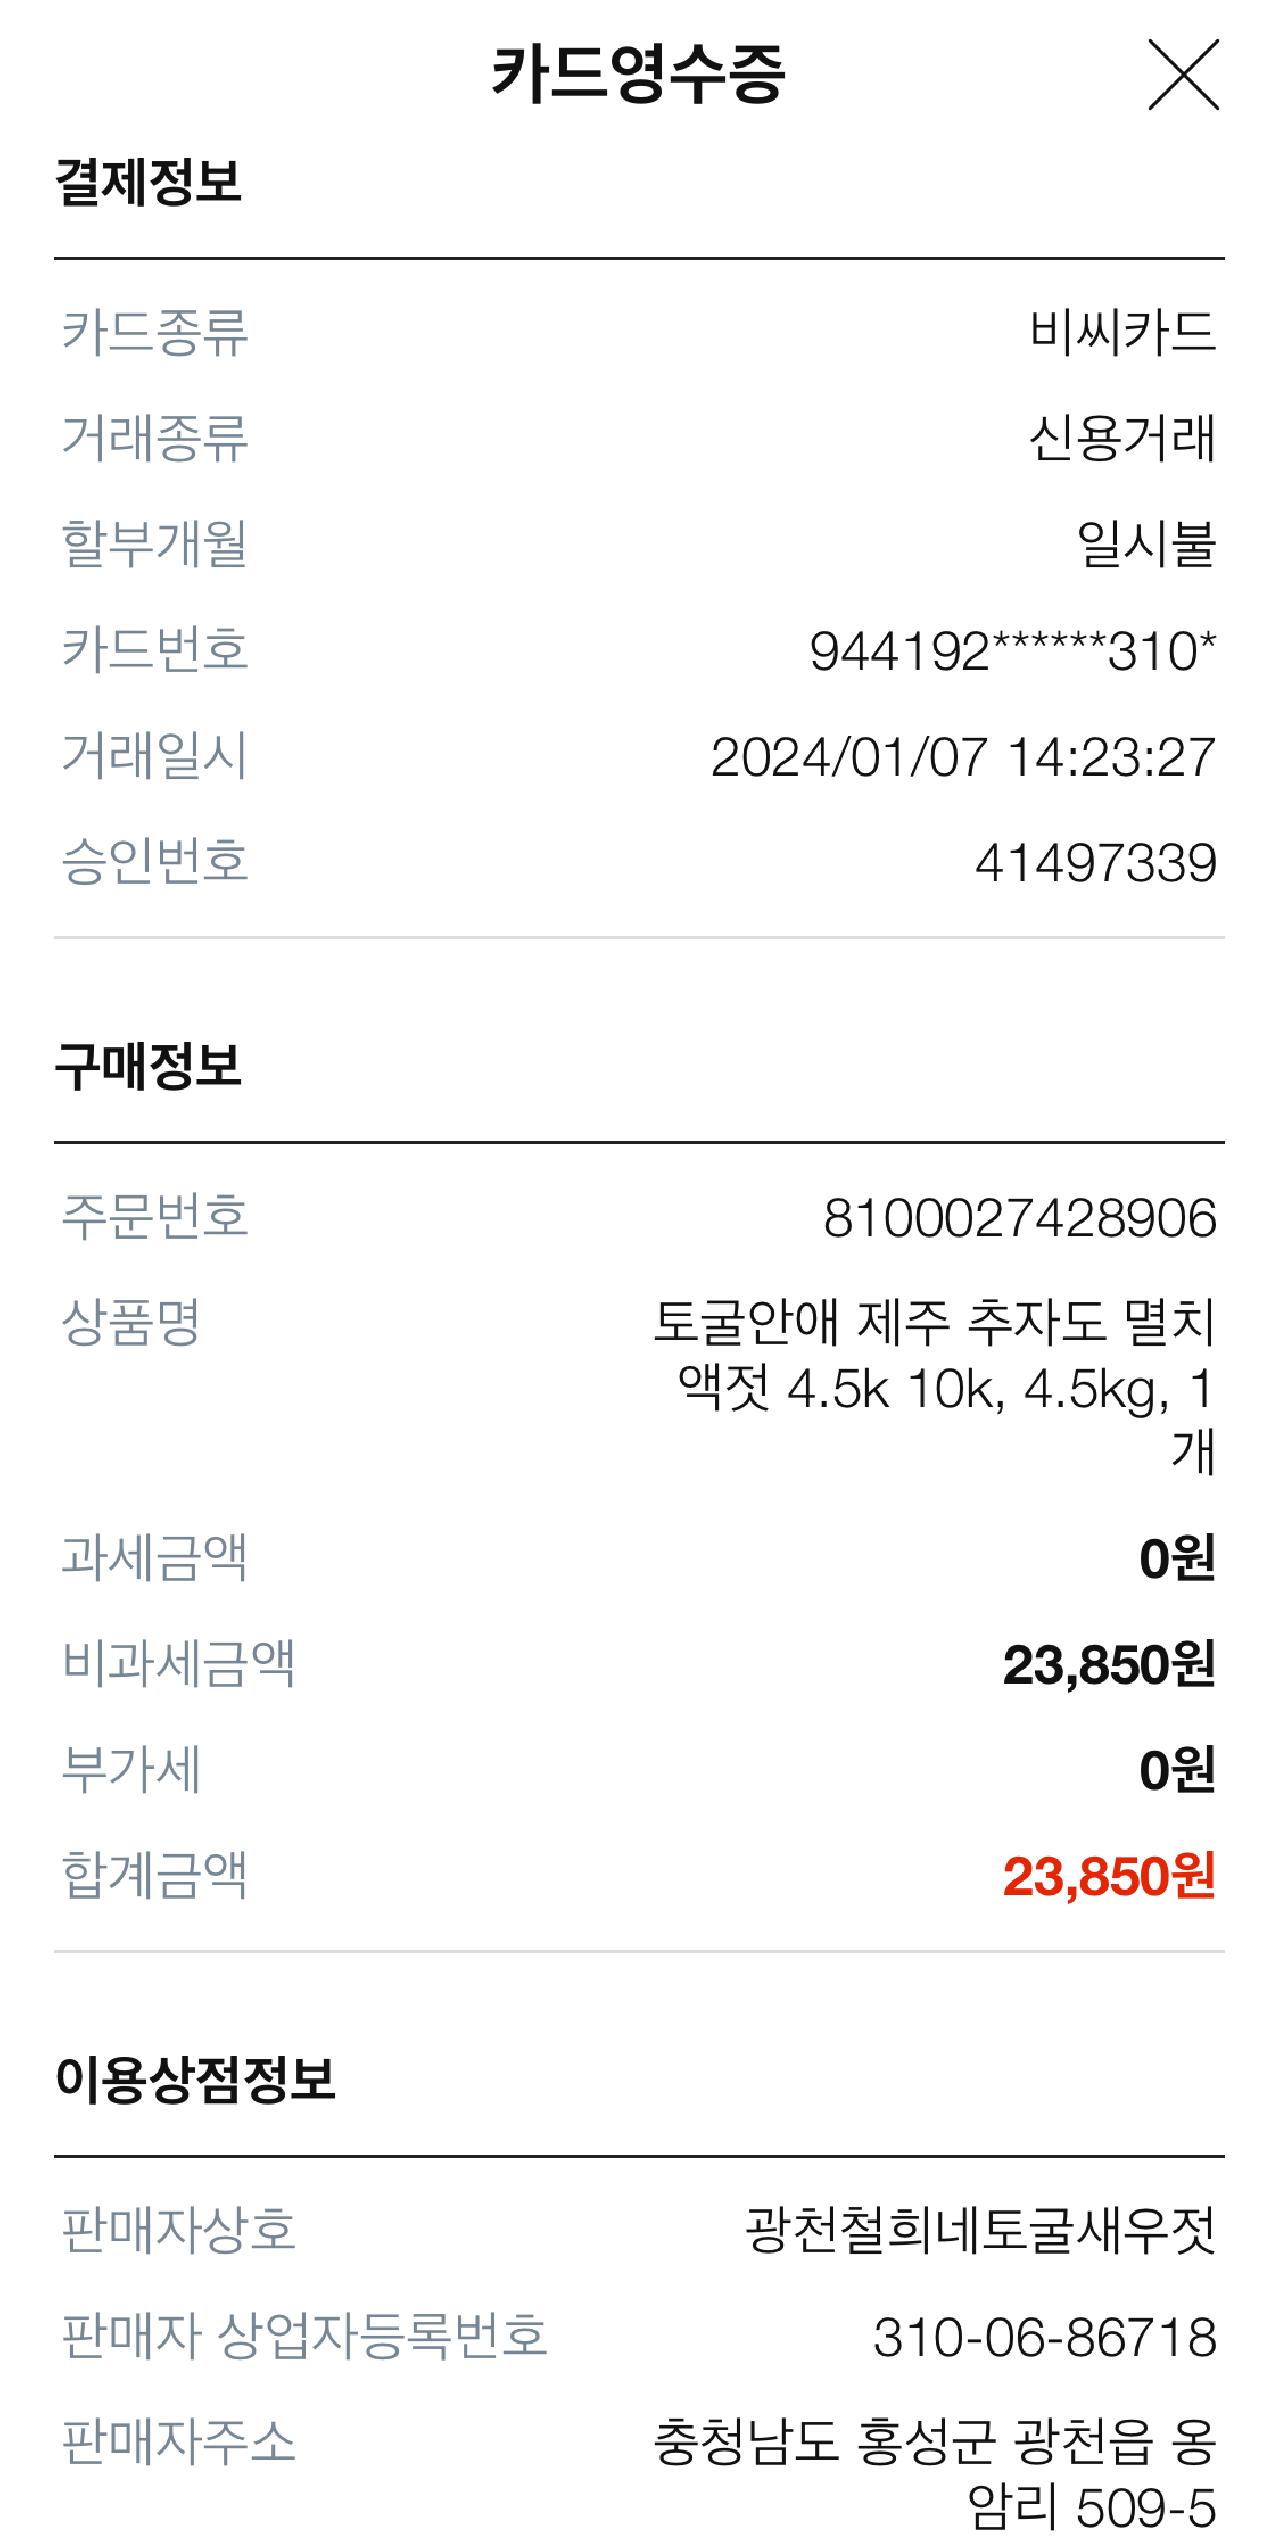 카드영수증
결제정보
카드종류 비씨카드
거래종류 신용거래
할부개월 일시불
카드번호 944192******310*
거래일시 2024/01/07 14:23:27
승인번호 41497339
구매정보
주문번호 8100027428906
상품명 토굴안애 제주 추자도 멸치
액젓 4.5k 10k, 4.5kg, 1
개
과세금액 0원
비과세금액 23,850원
부가세 0원
합계금액 23,850원
이용상점정보
판매자상호 광천철희네토굴새우젓
판매자 상업자등록번호 310-06-86718
판매자주소 충청남도 홍성군 광천읍 옹
암리 509-5